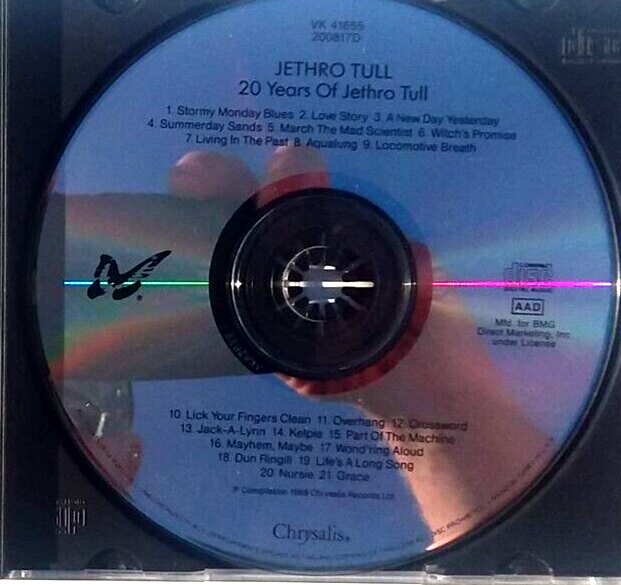 VK 41655
200817D
JETHRO TULL
20 Years Of Jethro Tull
1. Stormy Monday Blues 2. Love Story 3. A New Day Yesterday
4. Summerday Sands 5. March The Mad Scientist 6. Witch's Promise
7. Living In The Past 8. Aqualung 9. Locomotive Breath
COMPACT
disc
DIGITAL AUDIO
AAD
Mfd. for BMG
Direct Marketing, Inc.
under License
10. Lick Your Fingers Clean 11. Overhang 12. Crossword
13. Jack-A-Lynn 14. Kelpie 15. Part Of The Machine
16. Mayhem, Maybe 17. Wond'ring Aloud
18. Dun Ringill 19. Life's A Long Song
20. Nursie 21. Grace
℗ Compilation 1988 Chrysalis Records Ltd.
Chrysalis®